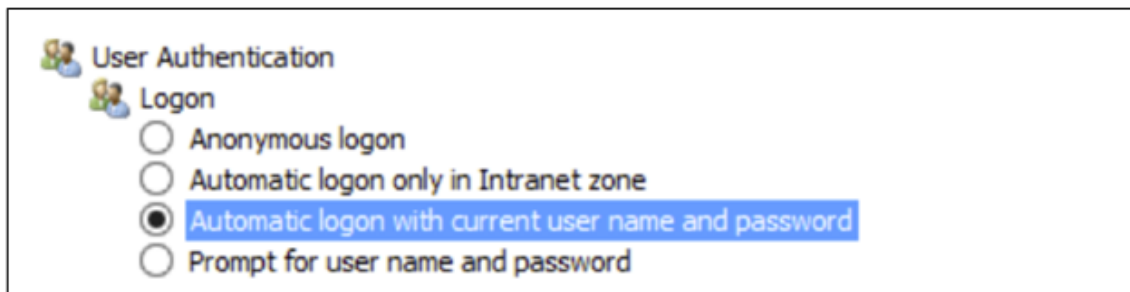 User Authentication
Logon
Anonymous logon
Automatic logon only in Intranet zone
Automatic logon with current user name and password
Prompt for user name and password